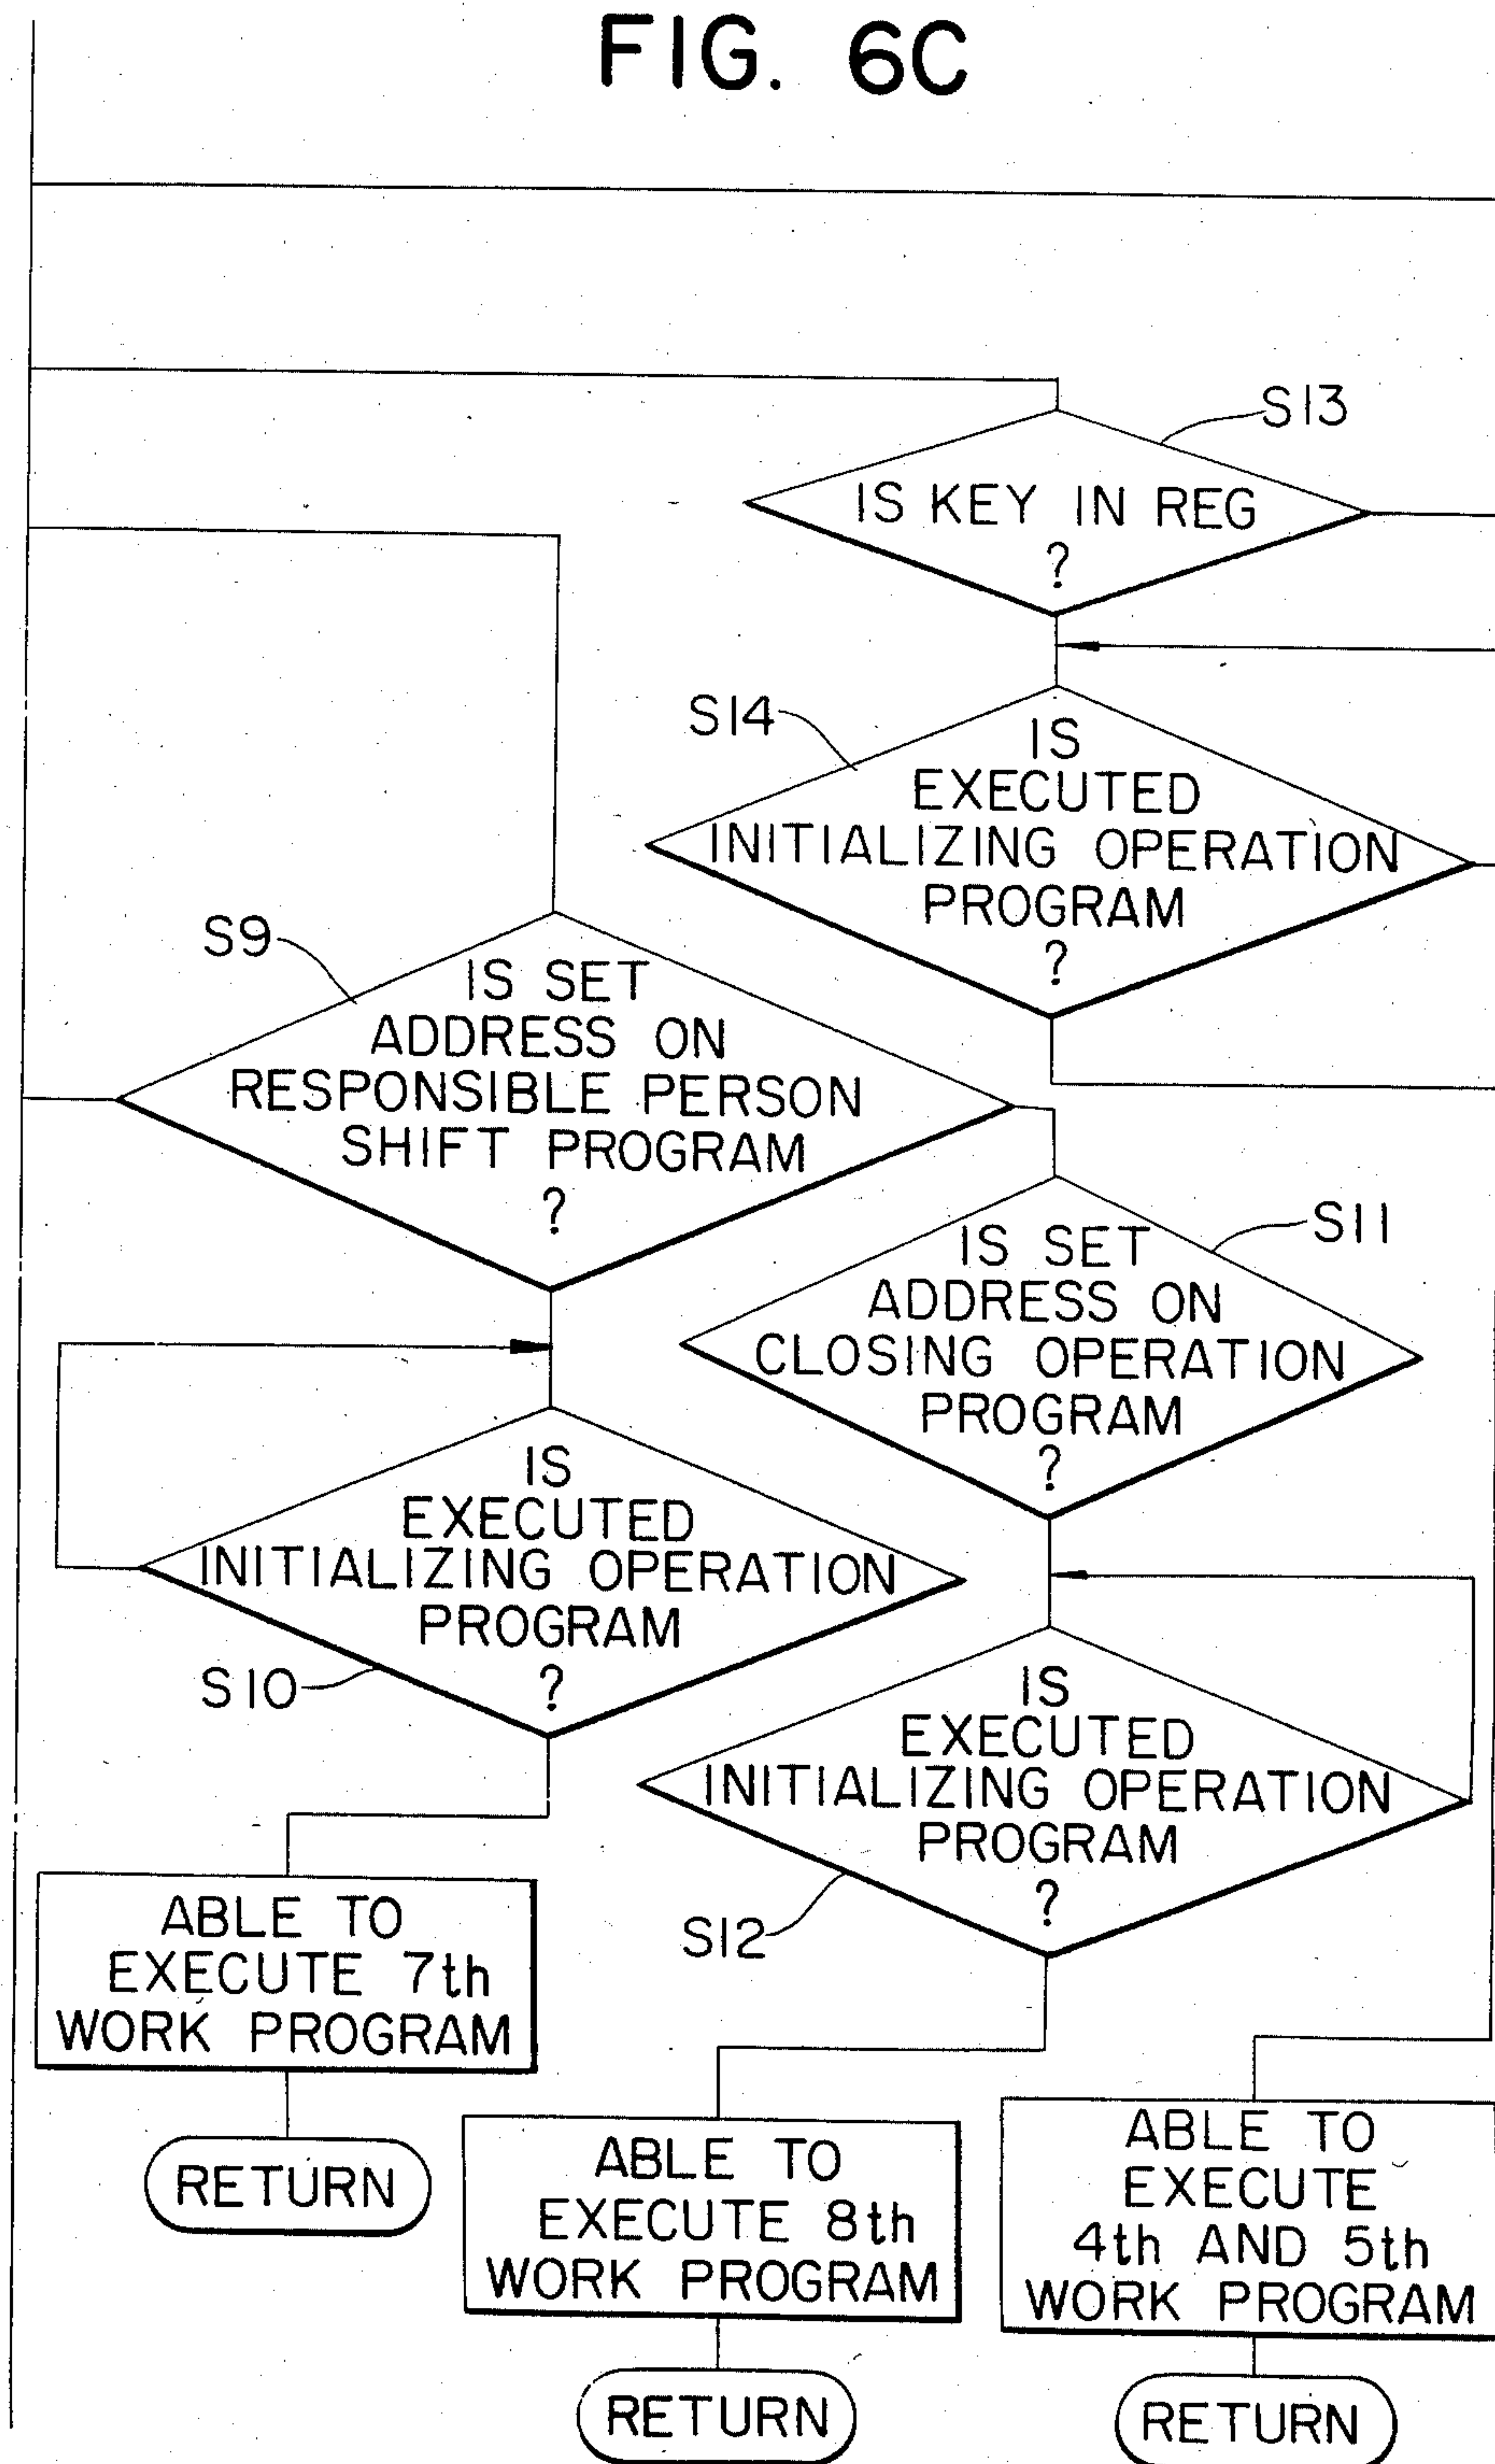 FIG. 6C
S13
IS KEY IN REG
?
S14
IS
EXECUTED
INITIALIZING OPERATION
PROGRAM
?
S9
IS SET
ADDRESS ON
RESPONSIBLE PERSON
SHIFT PROGRAM
?
S11
IS SET
ADDRESS ON
CLOSING OPERATION
PROGRAM
?
IS
EXECUTED
INITIALIZING OPERATION
PROGRAM
?
S10
IS
EXECUTED
INITIALIZING OPERATION
PROGRAM
?
S12
ABLE TO
EXECUTE 7th
WORK PROGRAM
RETURN
ABLE TO
EXECUTE 8th
WORK PROGRAM
RETURN
ABLE TO
EXECUTE
4th AND 5th
WORK PROGRAM
RETURN